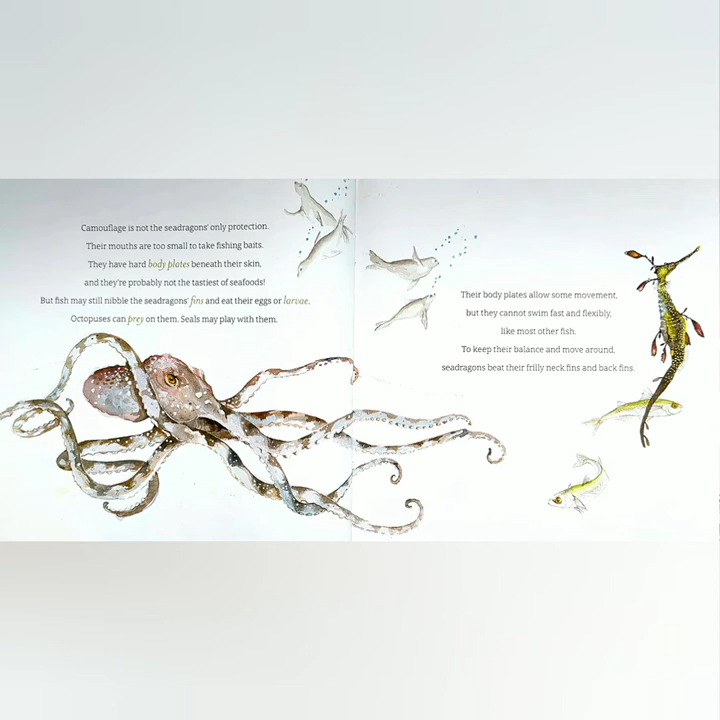 Camouflage is not the seadragons' only protection.
Their mouths are too small to take fishing baits.
They have hard body plates beneath their skin,
and they're probably not the tastiest of seafoods!
But fish may still nibble the seadragons' fins and eat their eggs or larvae.
Octopuses can prey on them. Seals may play with them.
Their body plates allow some movement,
but they cannot swim fast and flexibly,
like most other fish.
To keep their balance and move around,
seadragons beat their frilly neck fins and back fins.